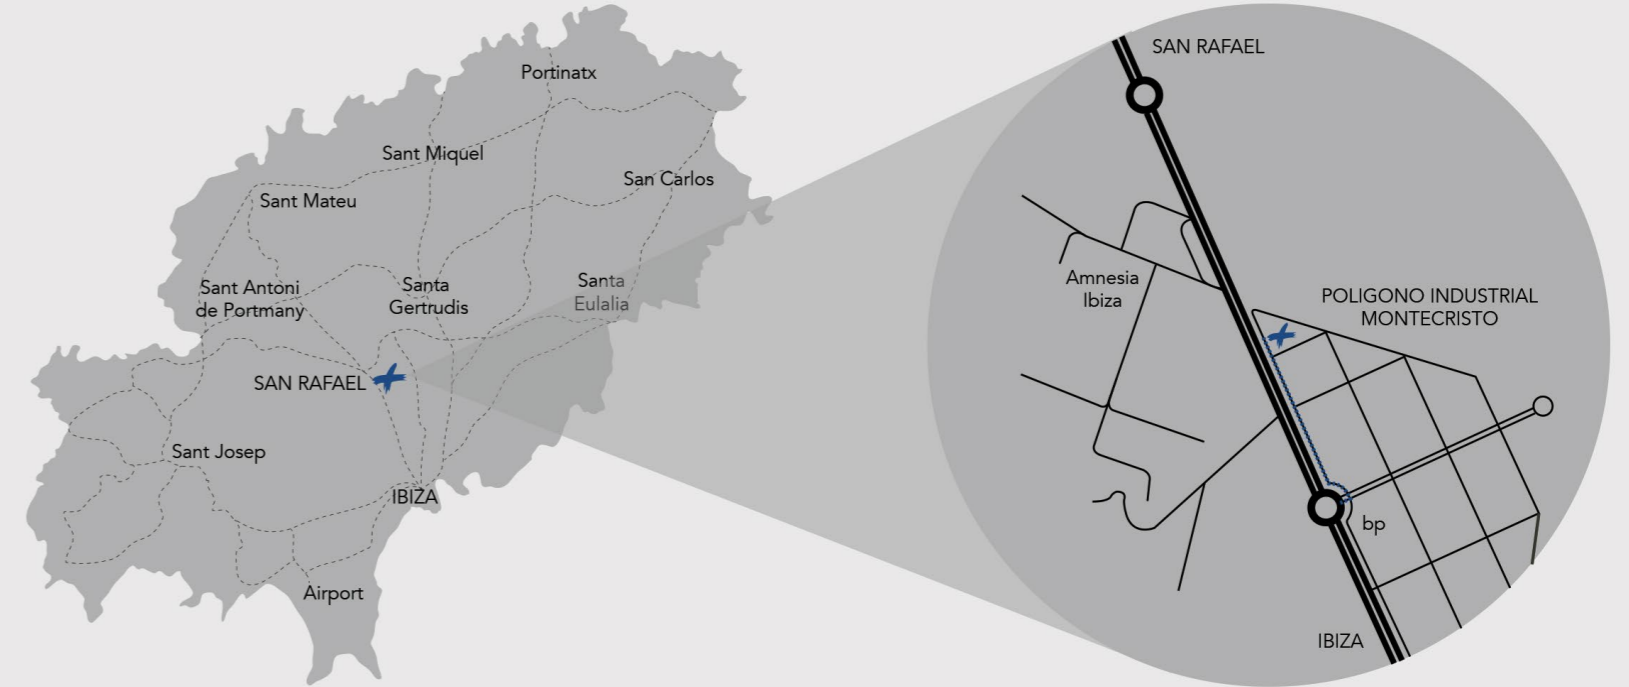 Portinatx
Sant Miquel
San Carlos
Sant Mateu
Sant Antoni
de Portmany
Santa
Gertrudis
Santa
Eulalia
SAN RAFAEL
Sant Josep
IBIZA
Airport
SAN RAFAEL
Amnesia
Ibiza
POLIGONO INDUSTRIAL
MONTECRISTO
bp
IBIZA